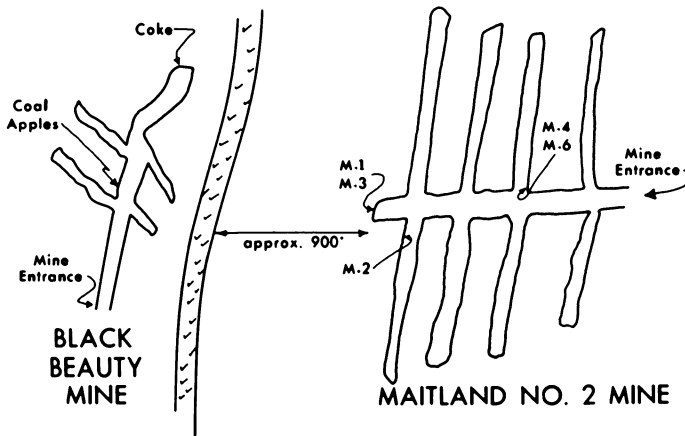 Coke
Coal
Apples
Mine
Entrance
BLACK
BEAUTY
MINE
approx. 900'
M-1
M-3
M-2
M-4
M-6
Mine
Entrance
MAITLAND NO. 2 MINE